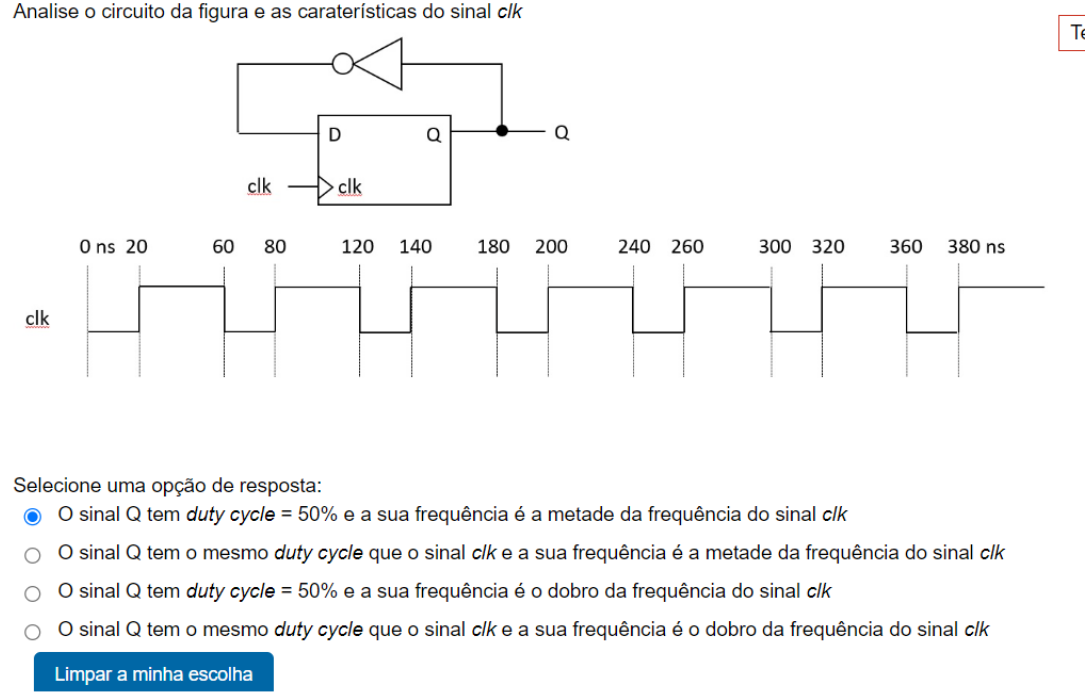 Analise o circuito da figura e as caraterísticas do sinal clk
Te
D Q Q
clk clk
0 ns 20 60 80 120 140 180 200 240 260 300 320 360 380 ns
clk
Selecione uma opção de resposta:
O sinal Q tem duty cycle = 50% e a sua frequência é a metade da frequência do sinal clk
O sinal Q tem o mesmo duty cycle que o sinal clk e a sua frequência é a metade da frequência do sinal clk
O sinal Q tem duty cycle = 50% e a sua frequência é o dobro da frequência do sinal clk
O sinal Q tem o mesmo duty cycle que o sinal clk e a sua frequência é o dobro da frequência do sinal clk
Limpar a minha escolha